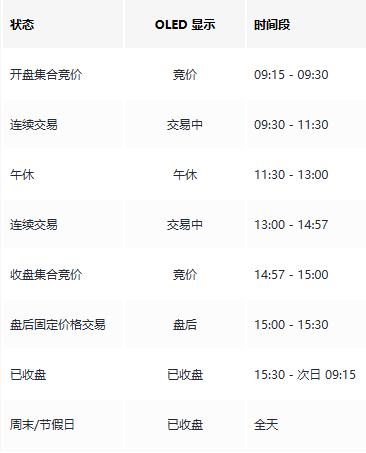 状态 OLED 显示 时间段
开盘集合竞价 竞价 09:15 - 09:30
连续交易 交易中 09:30 - 11:30
午休 午休 11:30 - 13:00
连续交易 交易中 13:00 - 14:57
收盘集合竞价 竞价 14:57 - 15:00
盘后固定价格交易 盘后 15:00 - 15:30
已收盘 已收盘 15:30 - 次日 09:15
周末/节假日 已收盘 全天